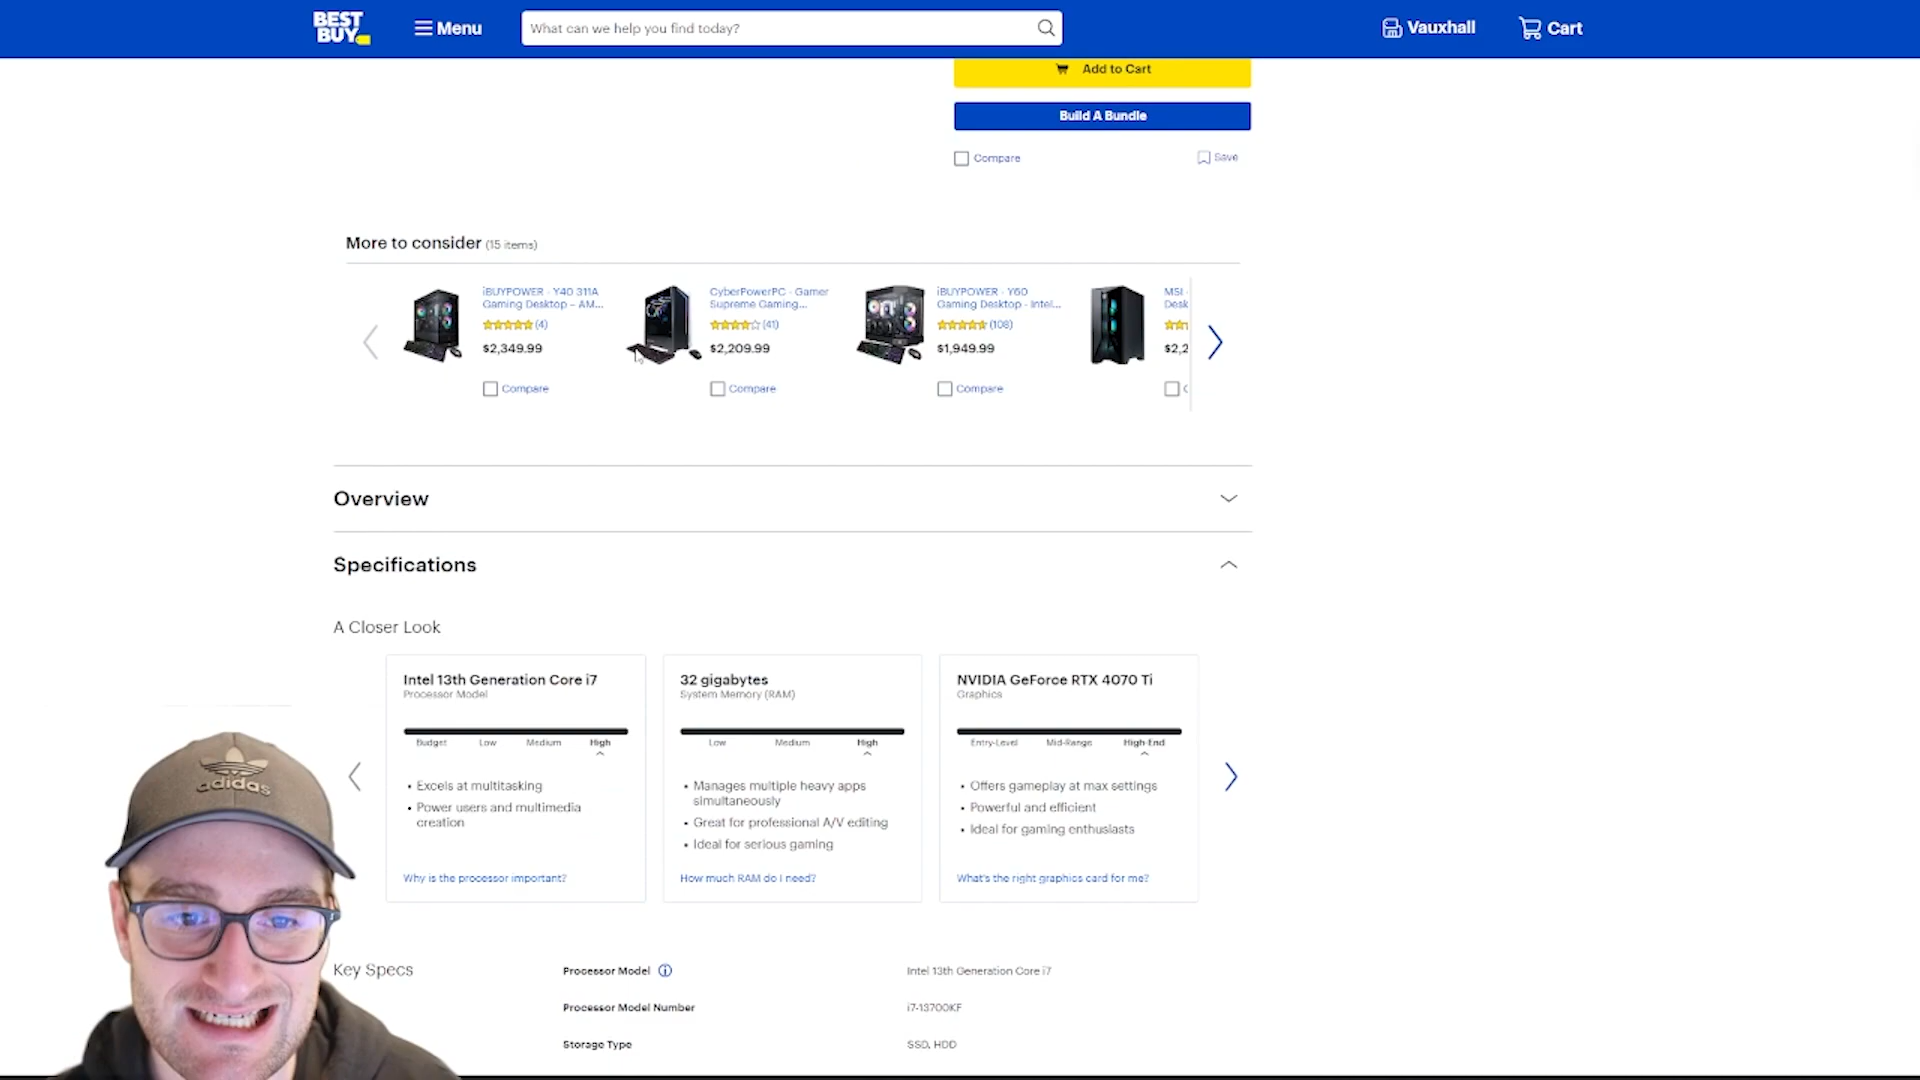 BEST
BUY
Menu
What can we help you find today?
Vauxhall
Cart
Add to Cart
Build A Bundle
Compare
Save
More to consider (15 items)
iBUYPOWER - Y40 311A
Gaming Desktop – AM...
(4)
$2,349.99
Compare
CyberPowerPC - Gamer
Supreme Gaming...
(41)
$2,209.99
Compare
iBUYPOWER - Y60
Gaming Desktop - Intel...
(108)
$1,949.99
Compare
MSI -
Desk
$2,2
Overview
Specifications
A Closer Look
Intel 13th Generation Core i7
Processor Model
Budget Low Medium High
• Excels at multitasking
• Power users and multimedia
creation
Why is the processor important?
32 gigabytes
System Memory (RAM)
Low Medium High
• Manages multiple heavy apps
simultaneously
• Great for professional A/V editing
• Ideal for serious gaming
How much RAM do I need?
NVIDIA GeForce RTX 4070 Ti
Graphics
Entry-Level Mid-Range High-End
• Offers gameplay at max settings
• Powerful and efficient
• Ideal for gaming enthusiasts
What's the right graphics card for me?
adidas
Key Specs
Processor Model Intel 13th Generation Core i7
Processor Model Number i7-13700KF
Storage Type SSD, HDD